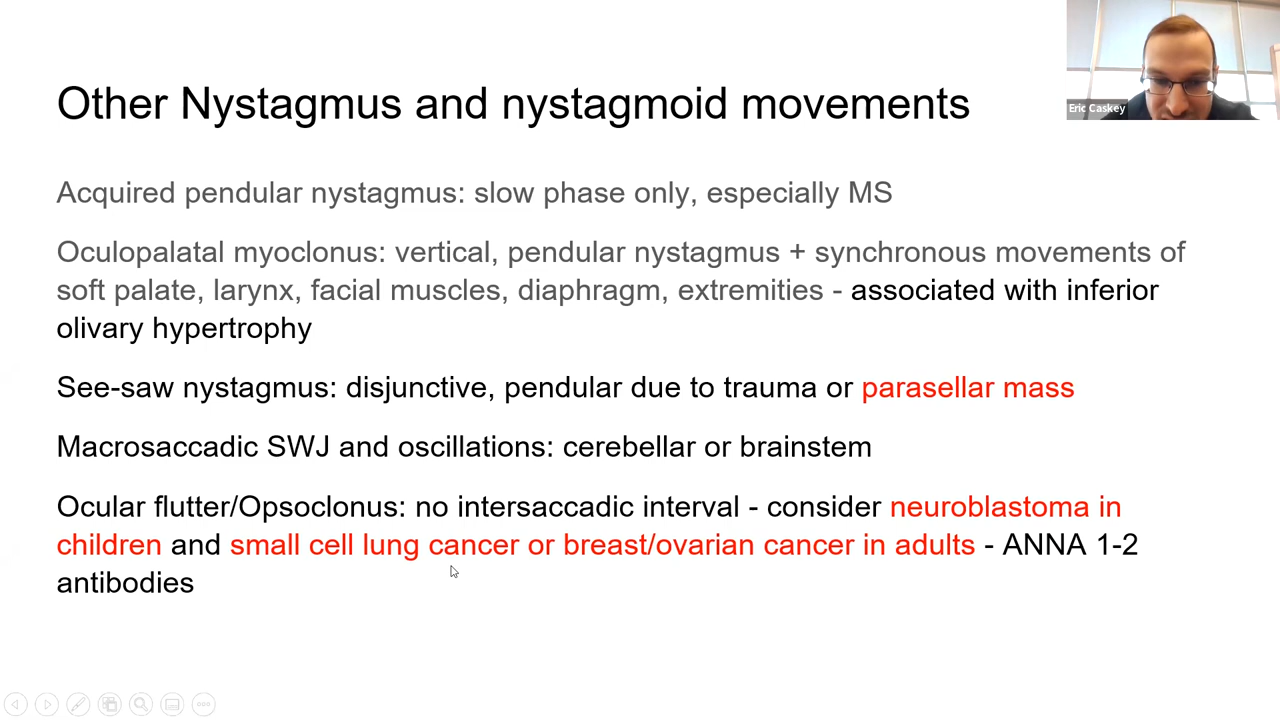 Eric Caskey
Other Nystagmus and nystagmoid movements
Acquired pendular nystagmus: slow phase only, especially MS
Oculopalatal myoclonus: vertical, pendular nystagmus + synchronous movements of
soft palate, larynx, facial muscles, diaphragm, extremities - associated with inferior
olivary hypertrophy
See-saw nystagmus: disjunctive, pendular due to trauma or parasellar mass
Macrosaccadic SWJ and oscillations: cerebellar or brainstem
Ocular flutter/Opsoclonus: no intersaccadic interval - consider neuroblastoma in
children and small cell lung cancer or breast/ovarian cancer in adults - ANNA 1-2
antibodies